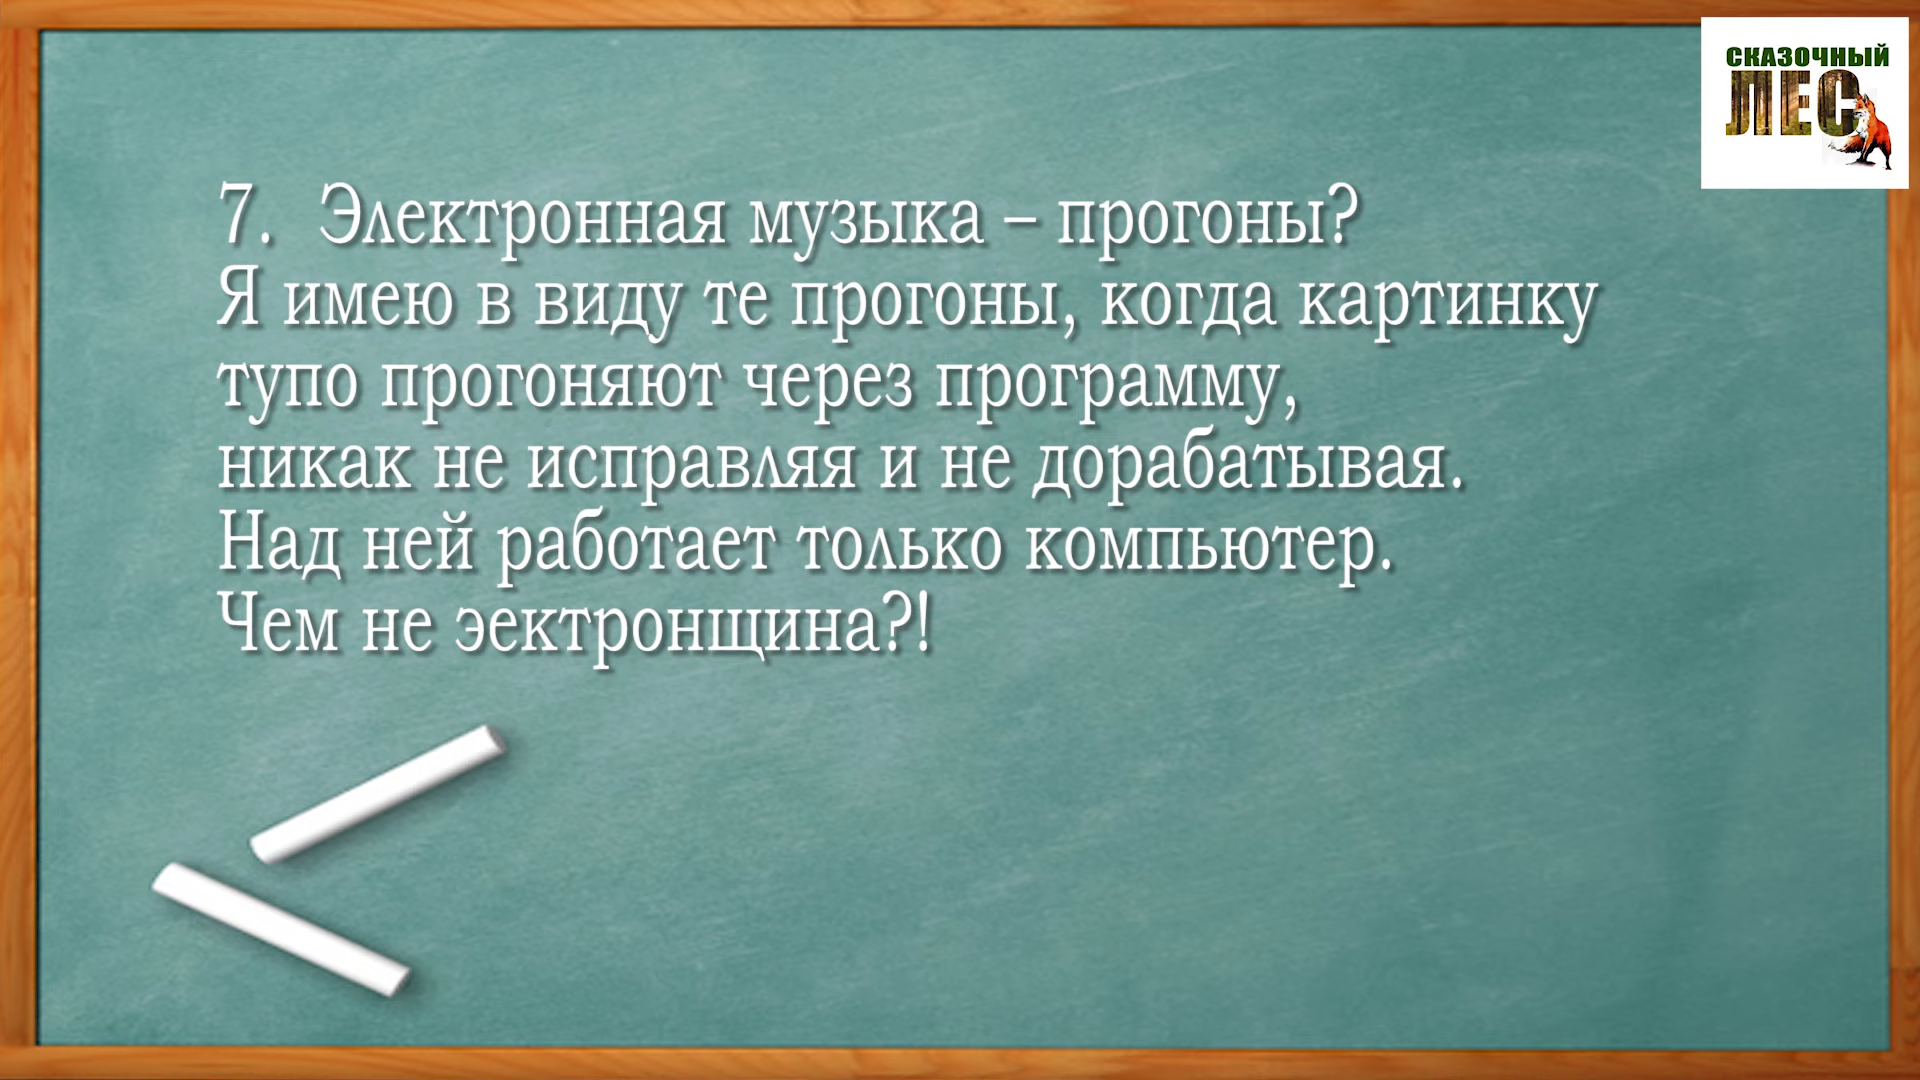 СКАЗОЧНЫЙ
ЛЕС
7. Электронная музыка – прогоны?
Я имею в виду те прогоны, когда картинку
тупо прогоняют через программу,
никак не исправляя и не дорабатывая.
Над ней работает только компьютер.
Чем не эектронщина?!